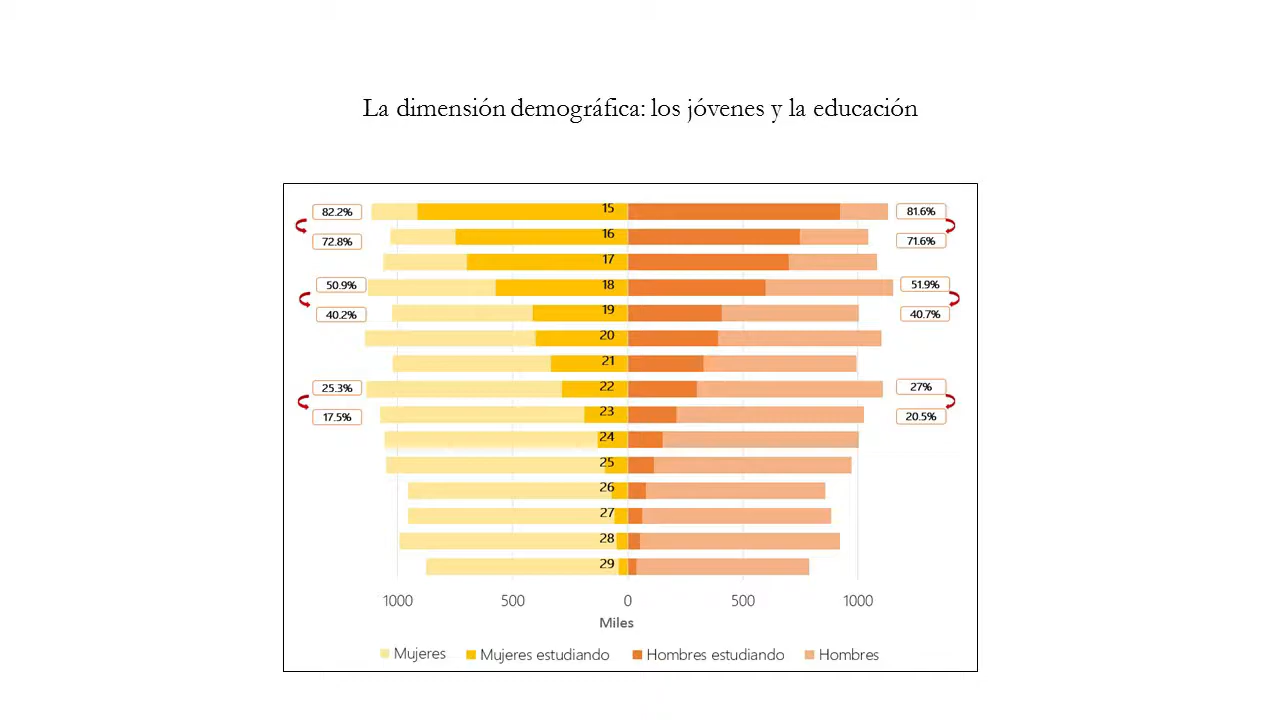 La dimensión demográfica: los jóvenes y la educación
82.2% 15 81.6%
72.8% 16 71.6%
17
50.9% 18 51.9%
40.2% 19 40.7%
20
21
25.3% 22 27%
17.5% 23 20.5%
24
25
26
27
28
29
1000 500 0 500 1000
Miles
Mujeres Mujeres estudiando Hombres estudiando Hombres